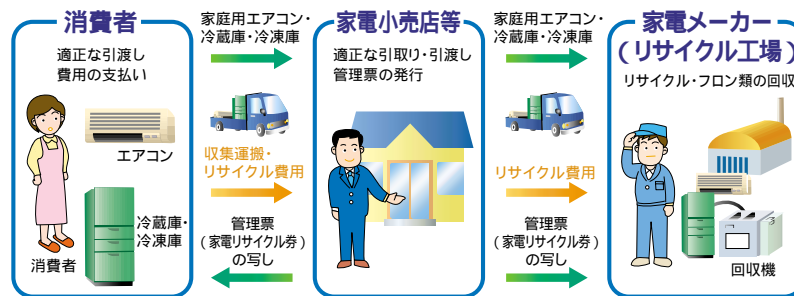 消費者
適正な引渡し
費用の支払い
エアコン
冷蔵庫・
冷凍庫
消費者
家庭用エアコン・
冷蔵庫・冷凍庫
収集運搬・
リサイクル費用
管理票
(家電リサイクル券)
の写し
家電小売店等
適正な引取り・引渡し
管理票の発行
家庭用エアコン・
冷蔵庫・冷凍庫
リサイクル費用
管理票
(家電リサイクル券)
の写し
家電メーカー
(リサイクル工場)
リサイクル・フロン類の回収
回収機